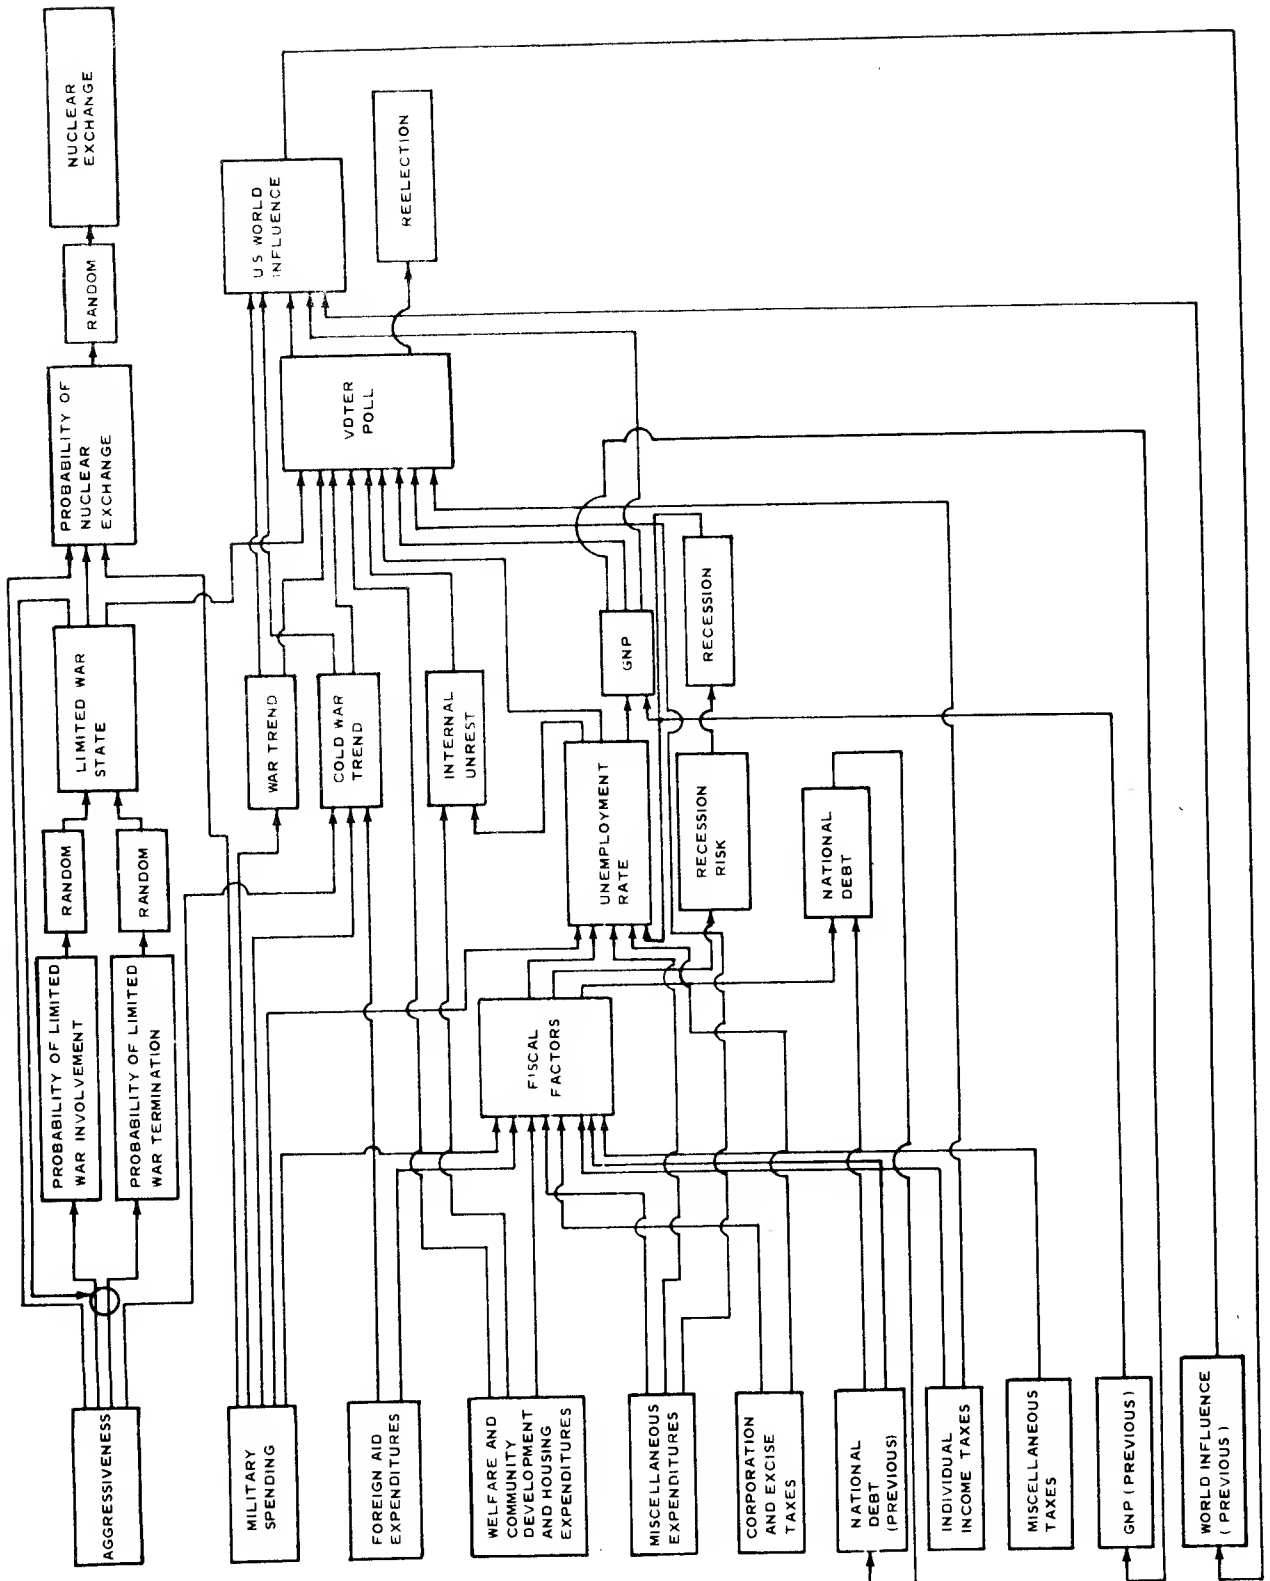 AGGRESSIVENESS
MILITARY
SPENDING
FOREIGN AID
EXPENDITURES
WELFARE AND
COMMUNITY
DEVELOPMENT
AND HOUSING
EXPENDITURES
MISCELLANEOUS
EXPENDITURES
CORPORATION
AND EXCISE
TAXES
NATIONAL
DEBT
(PREVIOUS)
INDIVIDUAL
INCOME TAXES
MISCELLANEOUS
TAXES
GNP (PREVIOUS)
WORLD INFLUENCE
(PREVIOUS)
PROBABILITY OF LIMITED
WAR INVOLVEMENT
PROBABILITY OF LIMITED
WAR TERMINATION
FISCAL
FACTORS
RANDOM
RANDOM
LIMITED WAR
STATE
WAR TREND
COLD WAR
TREND
INTERNAL
UNREST
UNEMPLOYMENT
RATE
RECESSION
RISK
NATIONAL
DEBT
GNP
RECESSION
PROBABILITY OF
NUCLEAR
EXCHANGE
VDTER
POLL
RANDOM
US WORLD
INFLUENCE
REELECTION
NUCLEAR
EXCHANGE